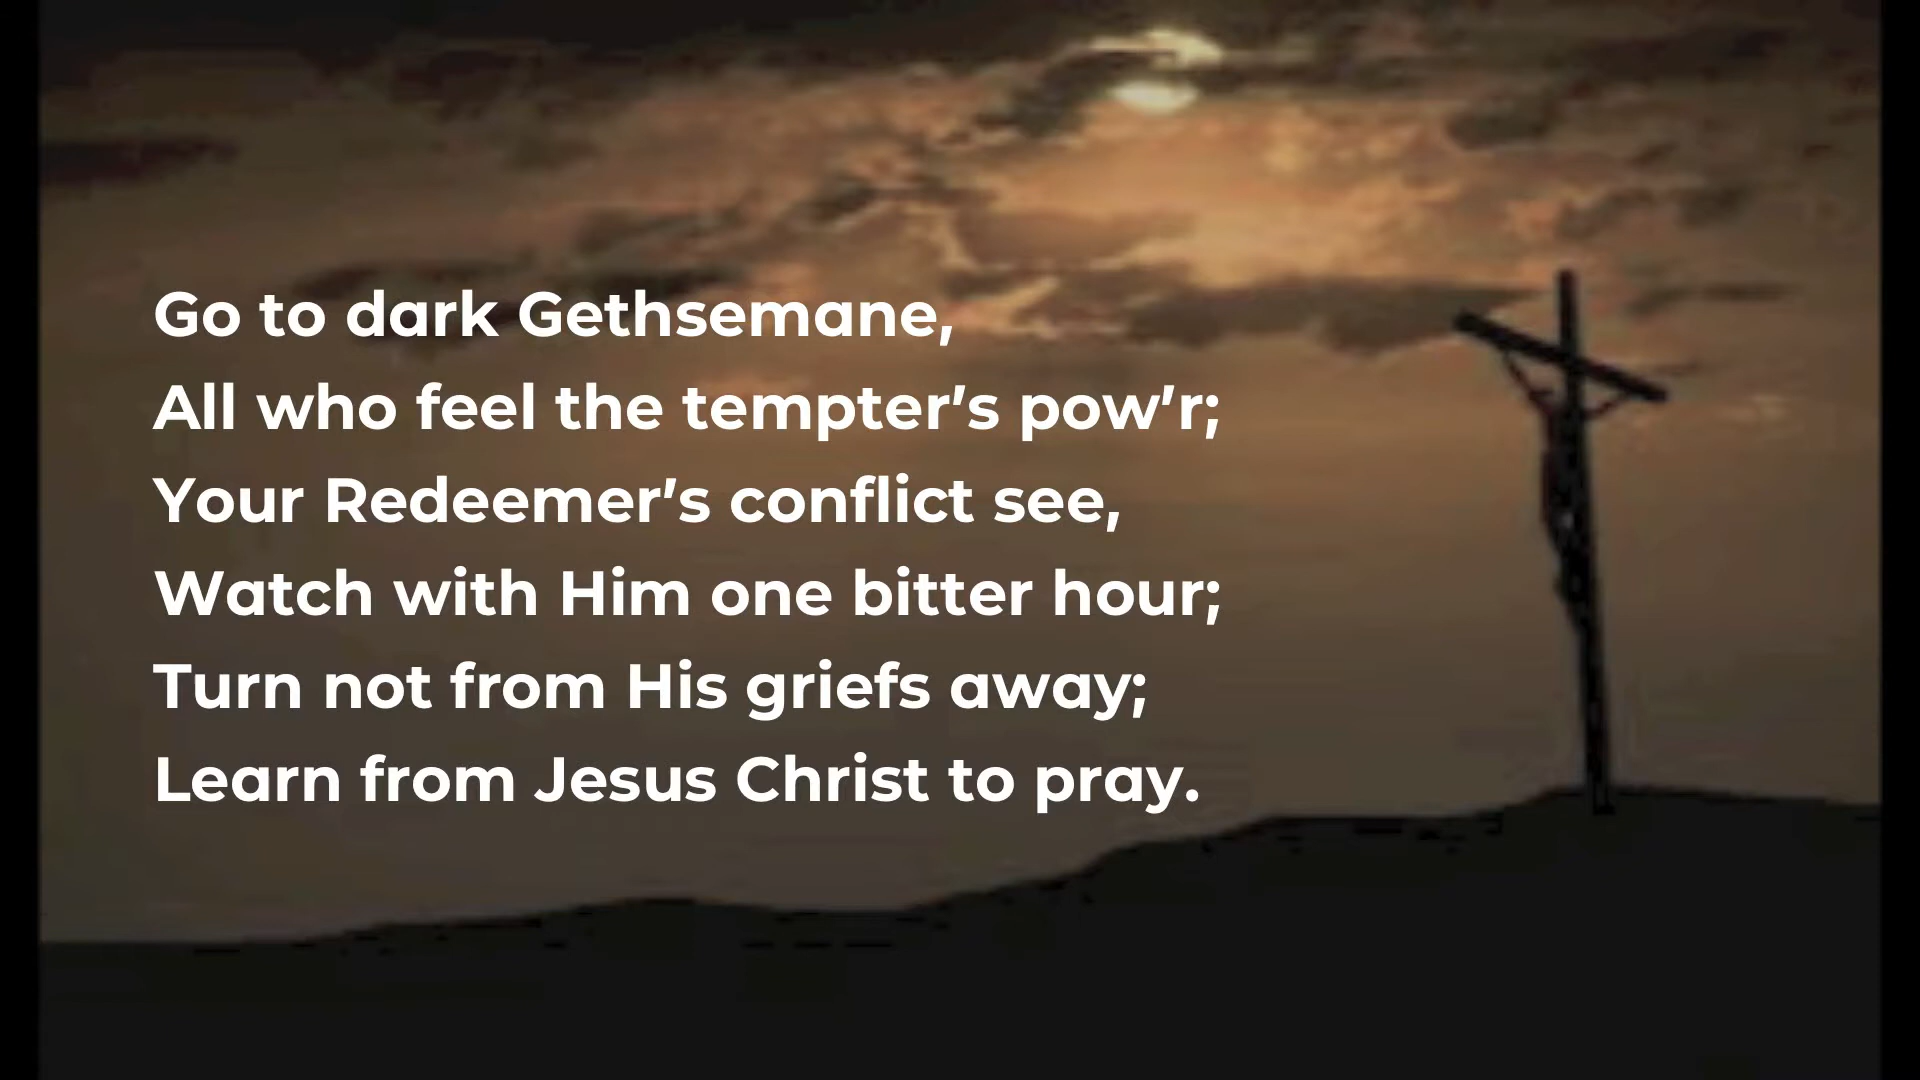 Go to dark Gethsemane,
All who feel the tempter’s pow’r;
Your Redeemer’s conflict see,
Watch with Him one bitter hour;
Turn not from His griefs away;
Learn from Jesus Christ to pray.